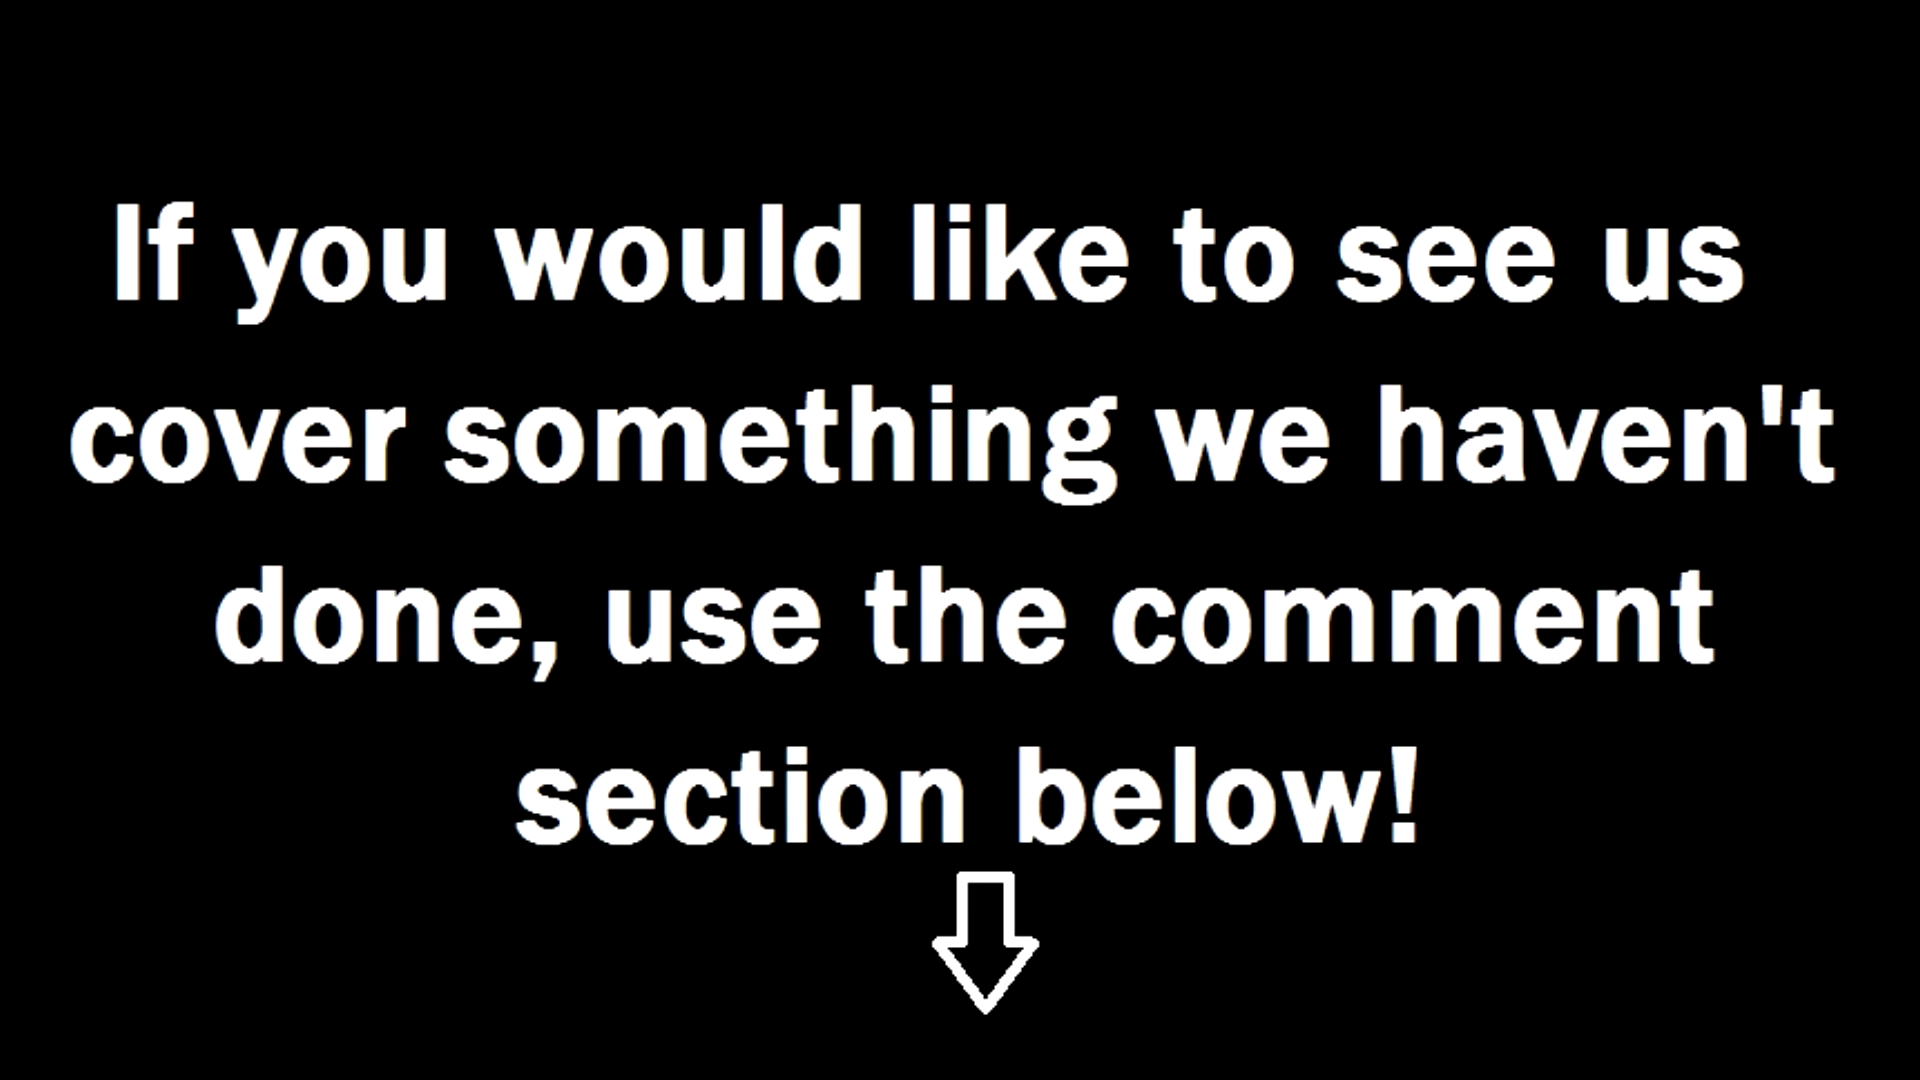 If you would like to see us
cover something we haven't
done, use the comment
section below!